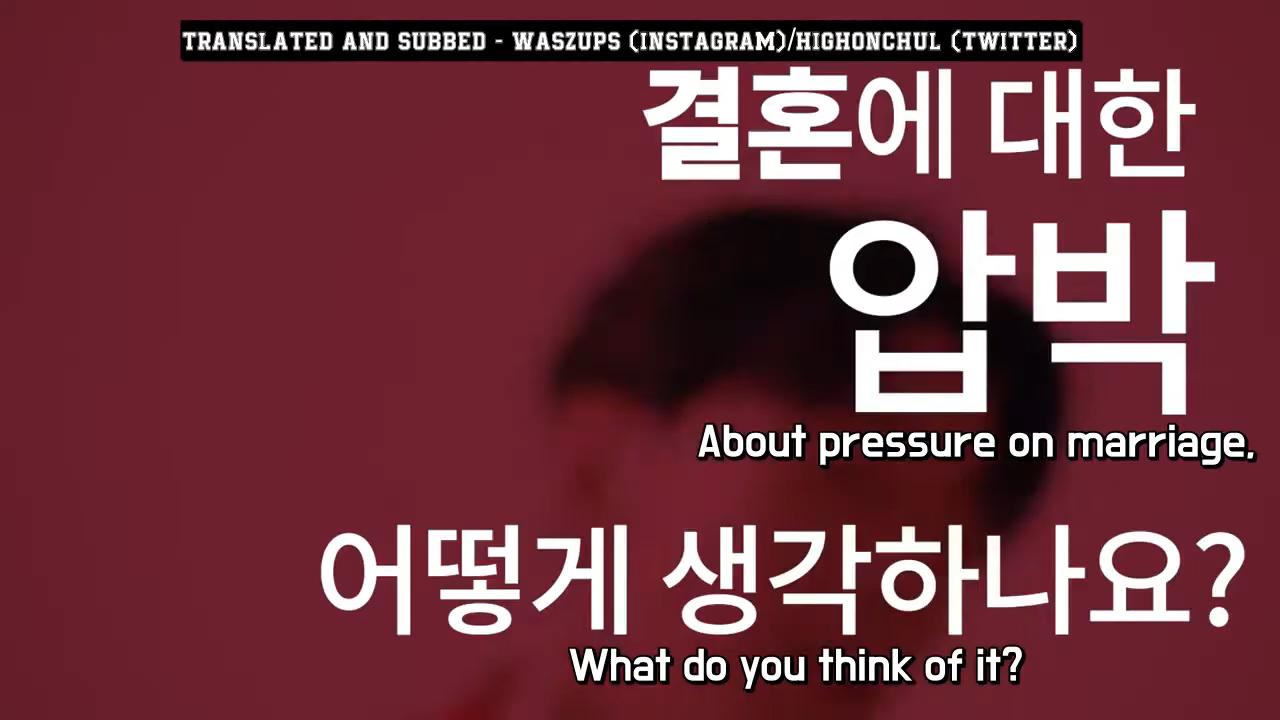 TRANSLATED AND SUBBED - WASZUPS (INSTAGRAM)/HIGHONCHUL (TWITTER)
결혼에 대한
압박
About pressure on marriage.
어떻게 생각하나요?
What do you think of it?